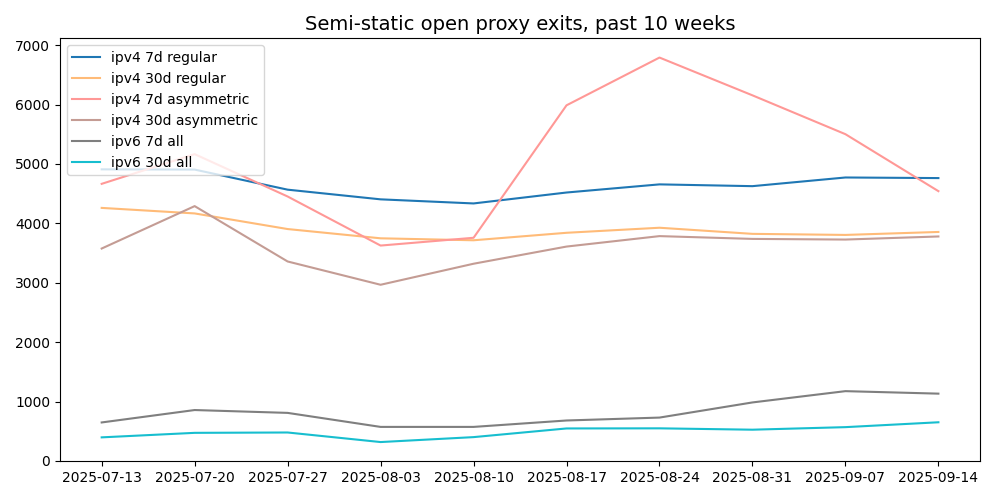 Semi-static open proxy exits, past 10 weeks
7000
6000
5000
4000
3000
2000
1000
0
ipv4 7d regular
ipv4 30d regular
ipv4 7d asymmetric
ipv4 30d asymmetric
ipv6 7d all
ipv6 30d all
2025-07-13 2025-07-20 2025-07-27 2025-08-03 2025-08-10 2025-08-17 2025-08-24 2025-08-31 2025-09-07 2025-09-14